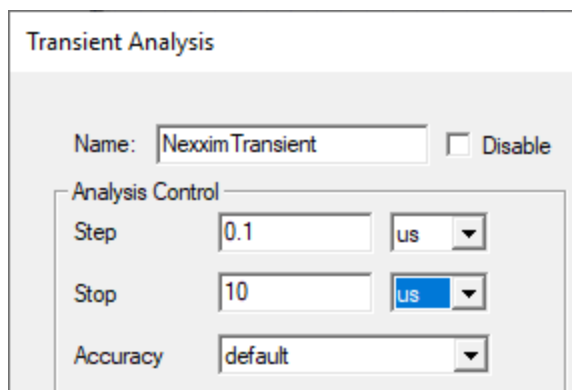 Transient Analysis
Name: NexximTransient Disable
Analysis Control
Step 0.1 us
Stop 10 us
Accuracy default